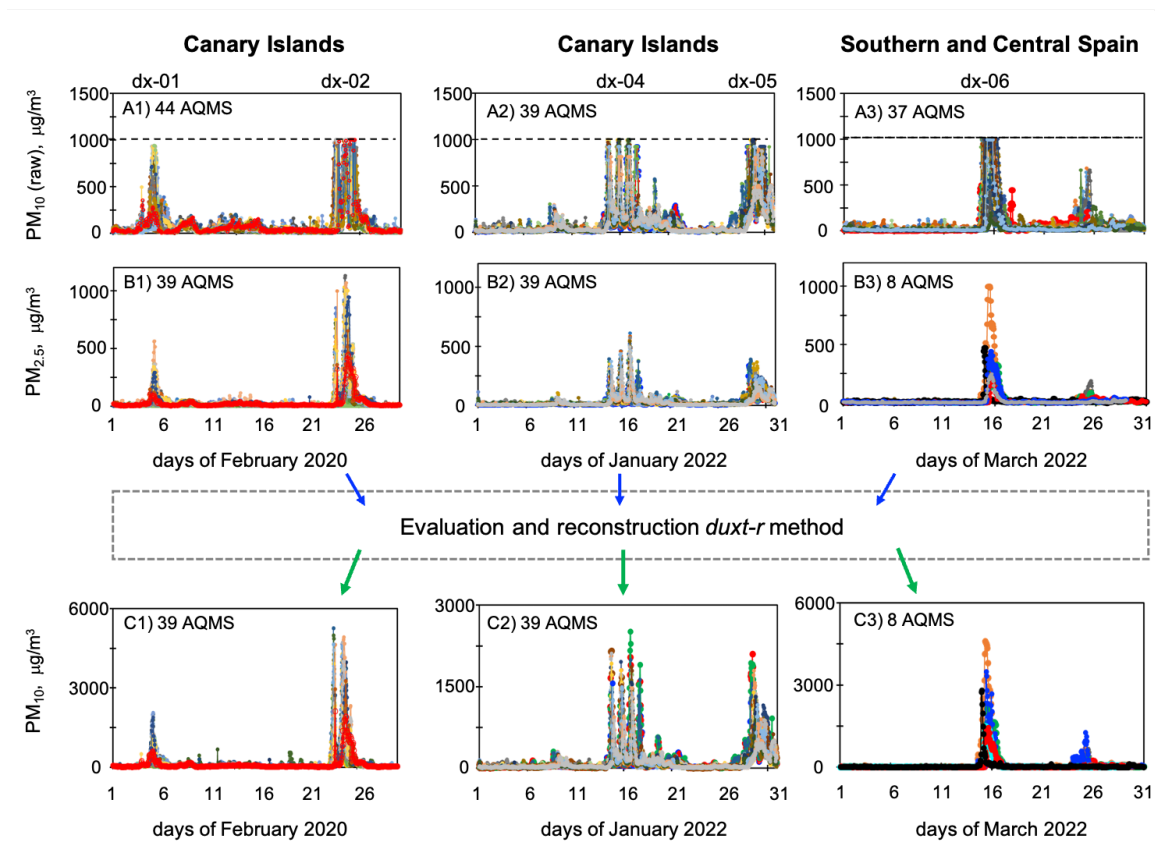 Canary Islands Canary Islands Southern and Central Spain
dx-01 dx-02 dx-04 dx-05 dx-06
PM10 (raw), µg/m³
1500 1500 1500
A1) 44 AQMS A2) 39 AQMS A3) 37 AQMS
1000 1000 1000
500 500 500
0 0 0
PM2.5, µg/m³
B1) 39 AQMS B2) 39 AQMS B3) 8 AQMS
1000 1000 1000
500 500 500
0 0 0
1 6 11 16 21 26 1 6 11 16 21 26 31 1 6 11 16 21 26 31
days of February 2020 days of January 2022 days of March 2022
Evaluation and reconstruction duxt-r method
PM10, µg/m³
6000 3000 6000
C1) 39 AQMS C2) 39 AQMS C3) 8 AQMS
3000 1500 3000
0 0 0
1 6 11 16 21 26 1 6 11 16 21 26 31 1 6 11 16 21 26 31
days of February 2020 days of January 2022 days of March 2022